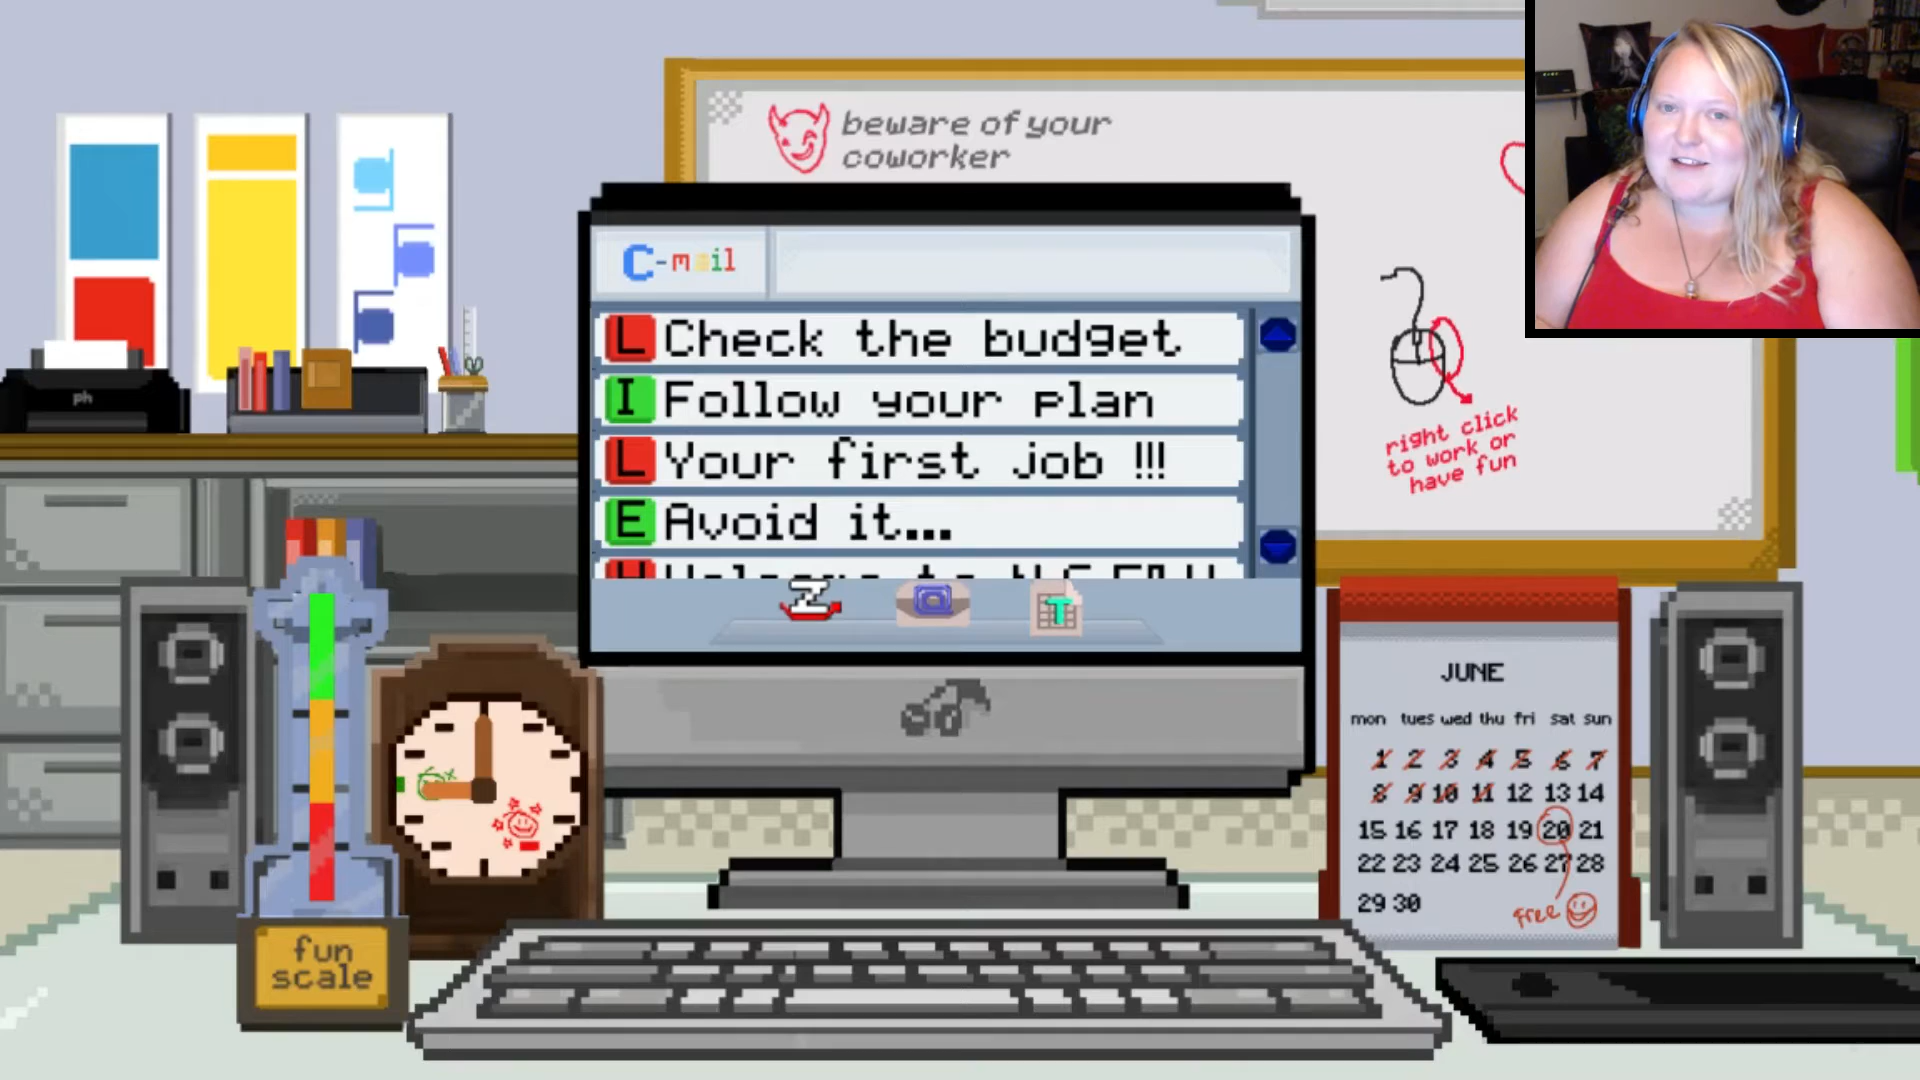 beware of your
coworker
C-mail
L Check the budget
I Follow your plan
L Your first job !!!
E Avoid it...
right click
to work or
have fun
ph
Z
T
JUNE
mon tues wed thu fri sat sun
1 2 3 4 5 6 7
8 9 10 11 12 13 14
15 16 17 18 19 20 21
22 23 24 25 26 27 28
29 30
free
fun
scale